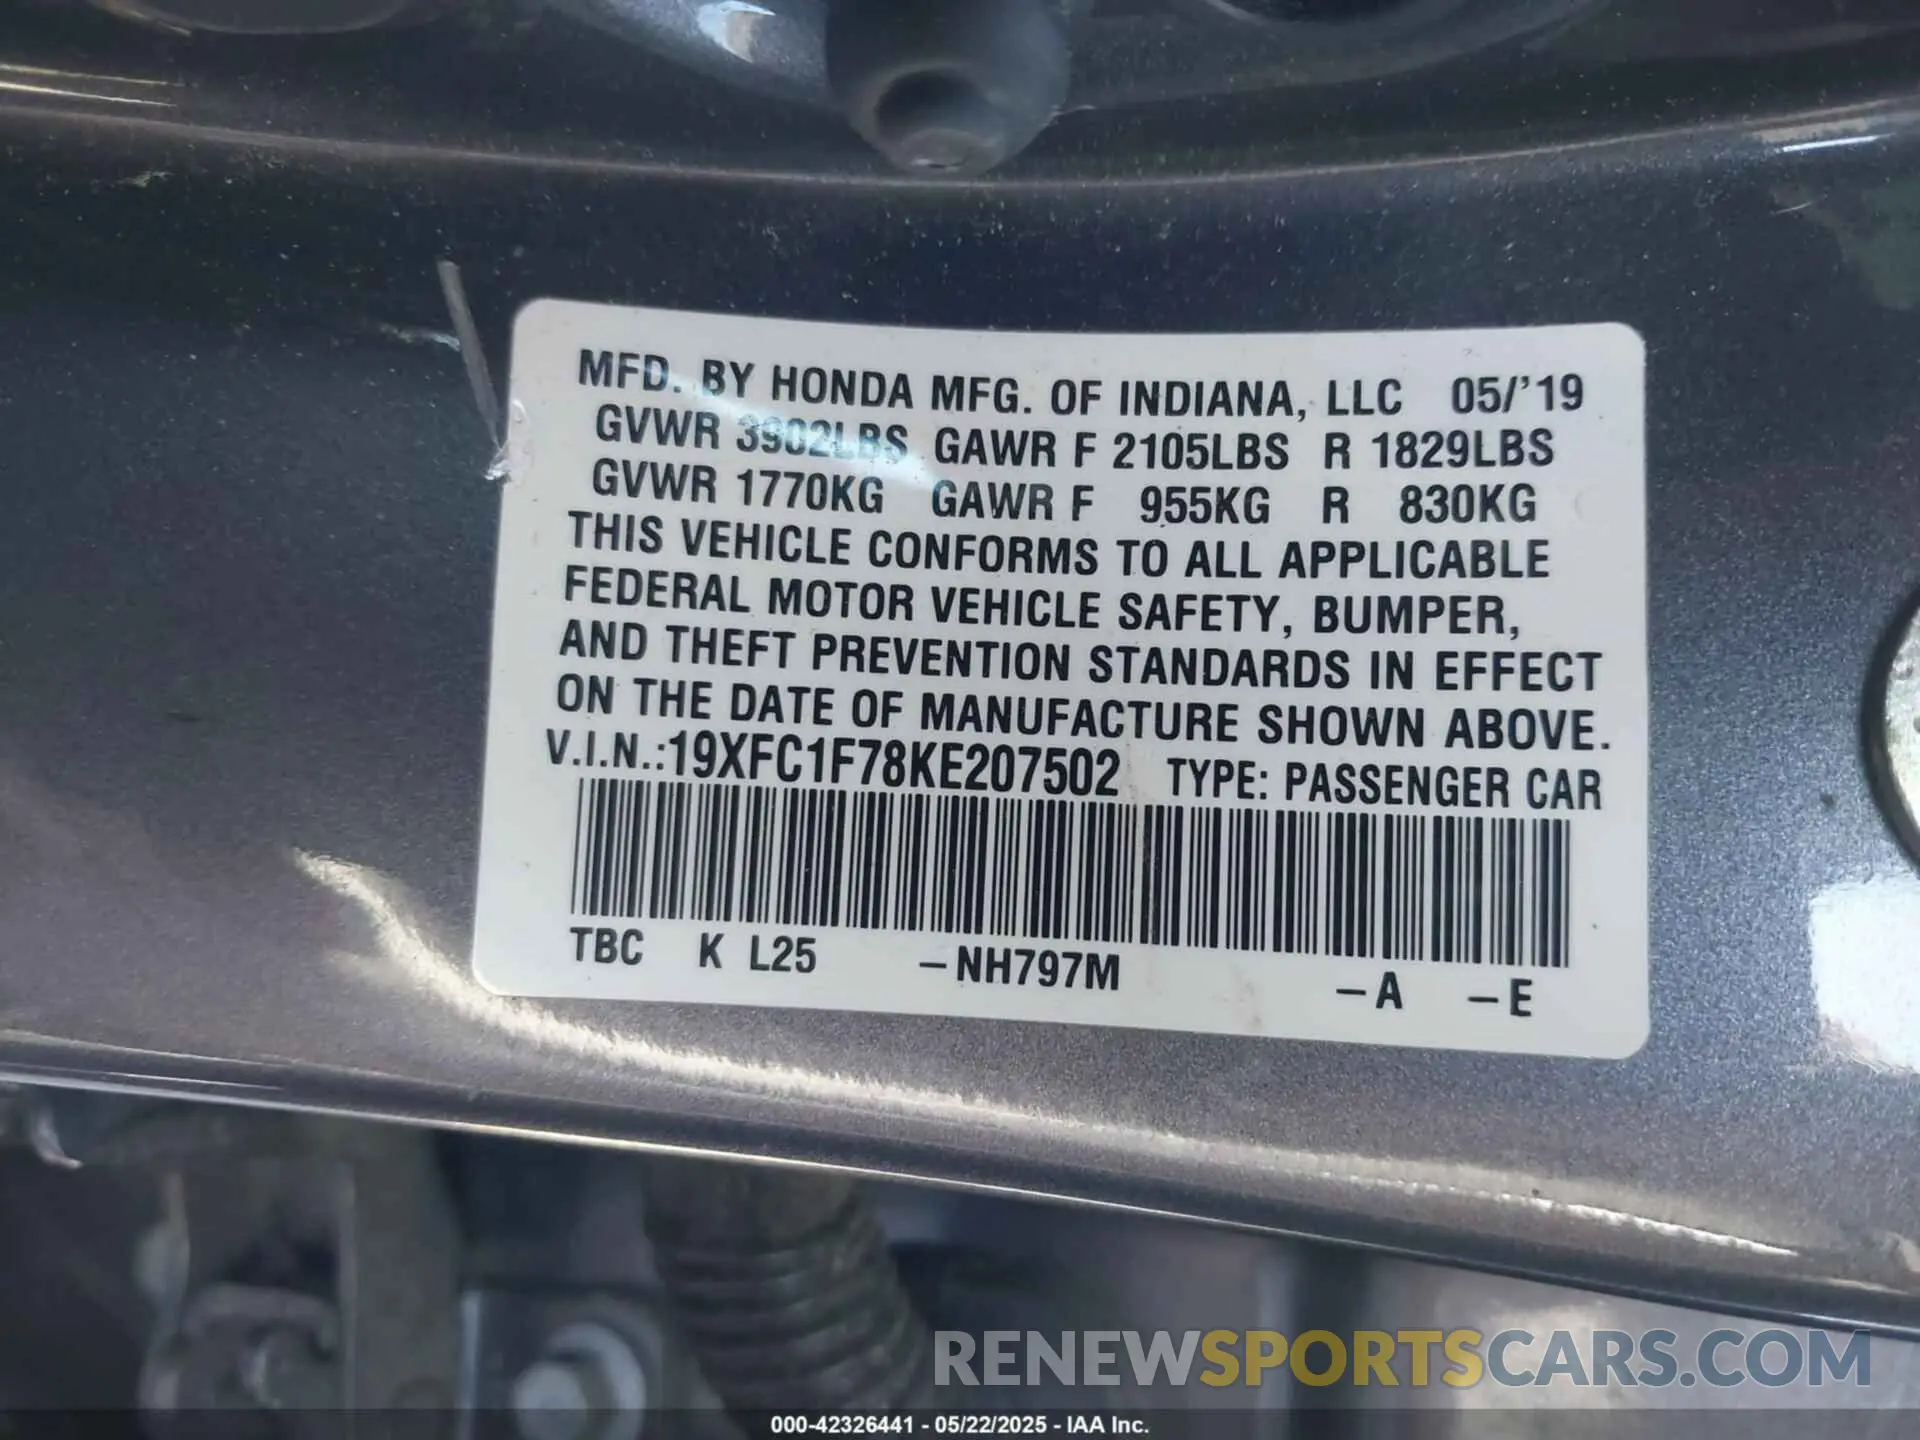 MFD. BY HONDA MFG. OF INDIANA, LLC 05/'19
GVWR 3902LBS GAWR F 2105LBS R 1829LBS
GVWR 1770KG GAWR F 955KG R 830KG
THIS VEHICLE CONFORMS TO ALL APPLICABLE
FEDERAL MOTOR VEHICLE SAFETY, BUMPER,
AND THEFT PREVENTION STANDARDS IN EFFECT
ON THE DATE OF MANUFACTURE SHOWN ABOVE.
V.I.N.:19XFC1F78KE207502 TYPE: PASSENGER CAR
TBC K L25 –NH797M –A –E
RENEWSPORTSCARS.COM
000-42326441 - 05/22/2025 - IAA Inc.